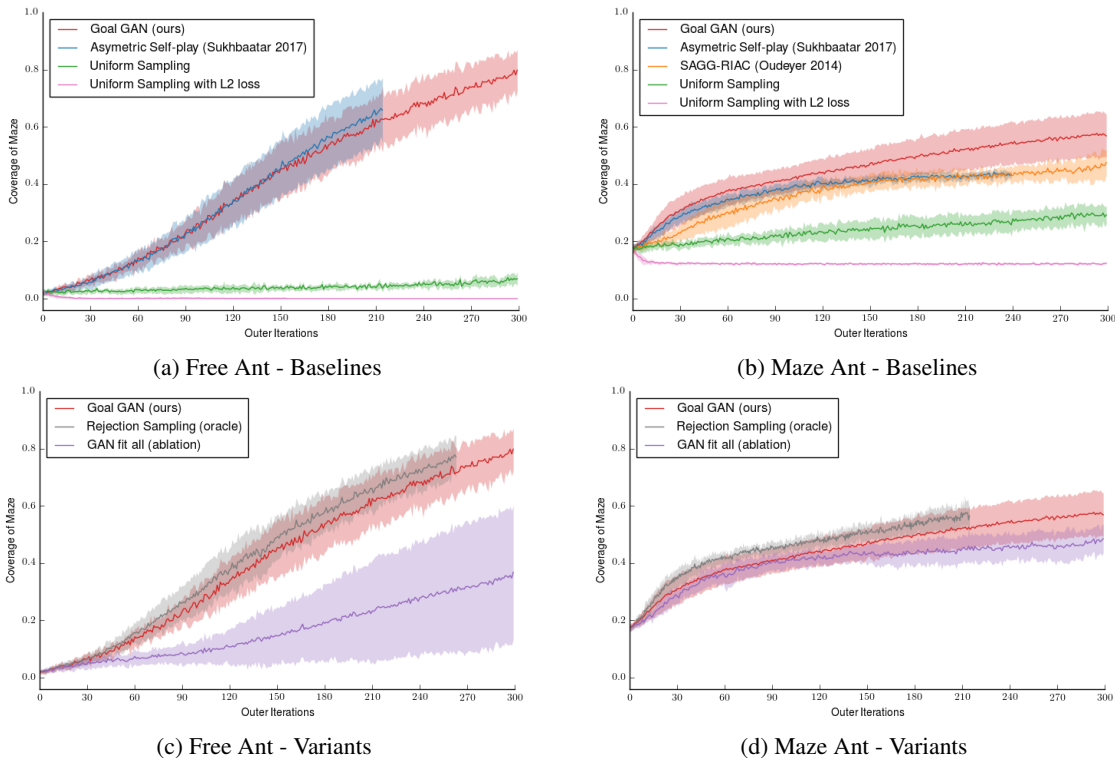 Goal GAN (ours)
Asymetric Self-play (Sukhbaatar 2017)
Uniform Sampling
Uniform Sampling with L2 loss
1.0
0.8
0.6
0.4
0.2
0.0
Coverage of Maze
0 30 60 90 120 150 180 210 240 270 300
Outer Iterations
(a) Free Ant - Baselines
Goal GAN (ours)
Asymetric Self-play (Sukhbaatar 2017)
SAGG-RIAC (Oudeyer 2014)
Uniform Sampling
Uniform Sampling with L2 loss
1.0
0.8
0.6
0.4
0.2
0.0
Coverage of Maze
0 30 60 90 120 150 180 210 240 270 300
Outer Iterations
(b) Maze Ant - Baselines
Goal GAN (ours)
Rejection Sampling (oracle)
GAN fit all (ablation)
1.0
0.8
0.6
0.4
0.2
0.0
Coverage of Maze
0 30 60 90 120 150 180 210 240 270 300
Outer Iterations
(c) Free Ant - Variants
Goal GAN (ours)
Rejection Sampling (oracle)
GAN fit all (ablation)
1.0
0.8
0.6
0.4
0.2
0.0
Coverage of Maze
0 30 60 90 120 150 180 210 240 270 300
Outer Iterations
(d) Maze Ant - Variants